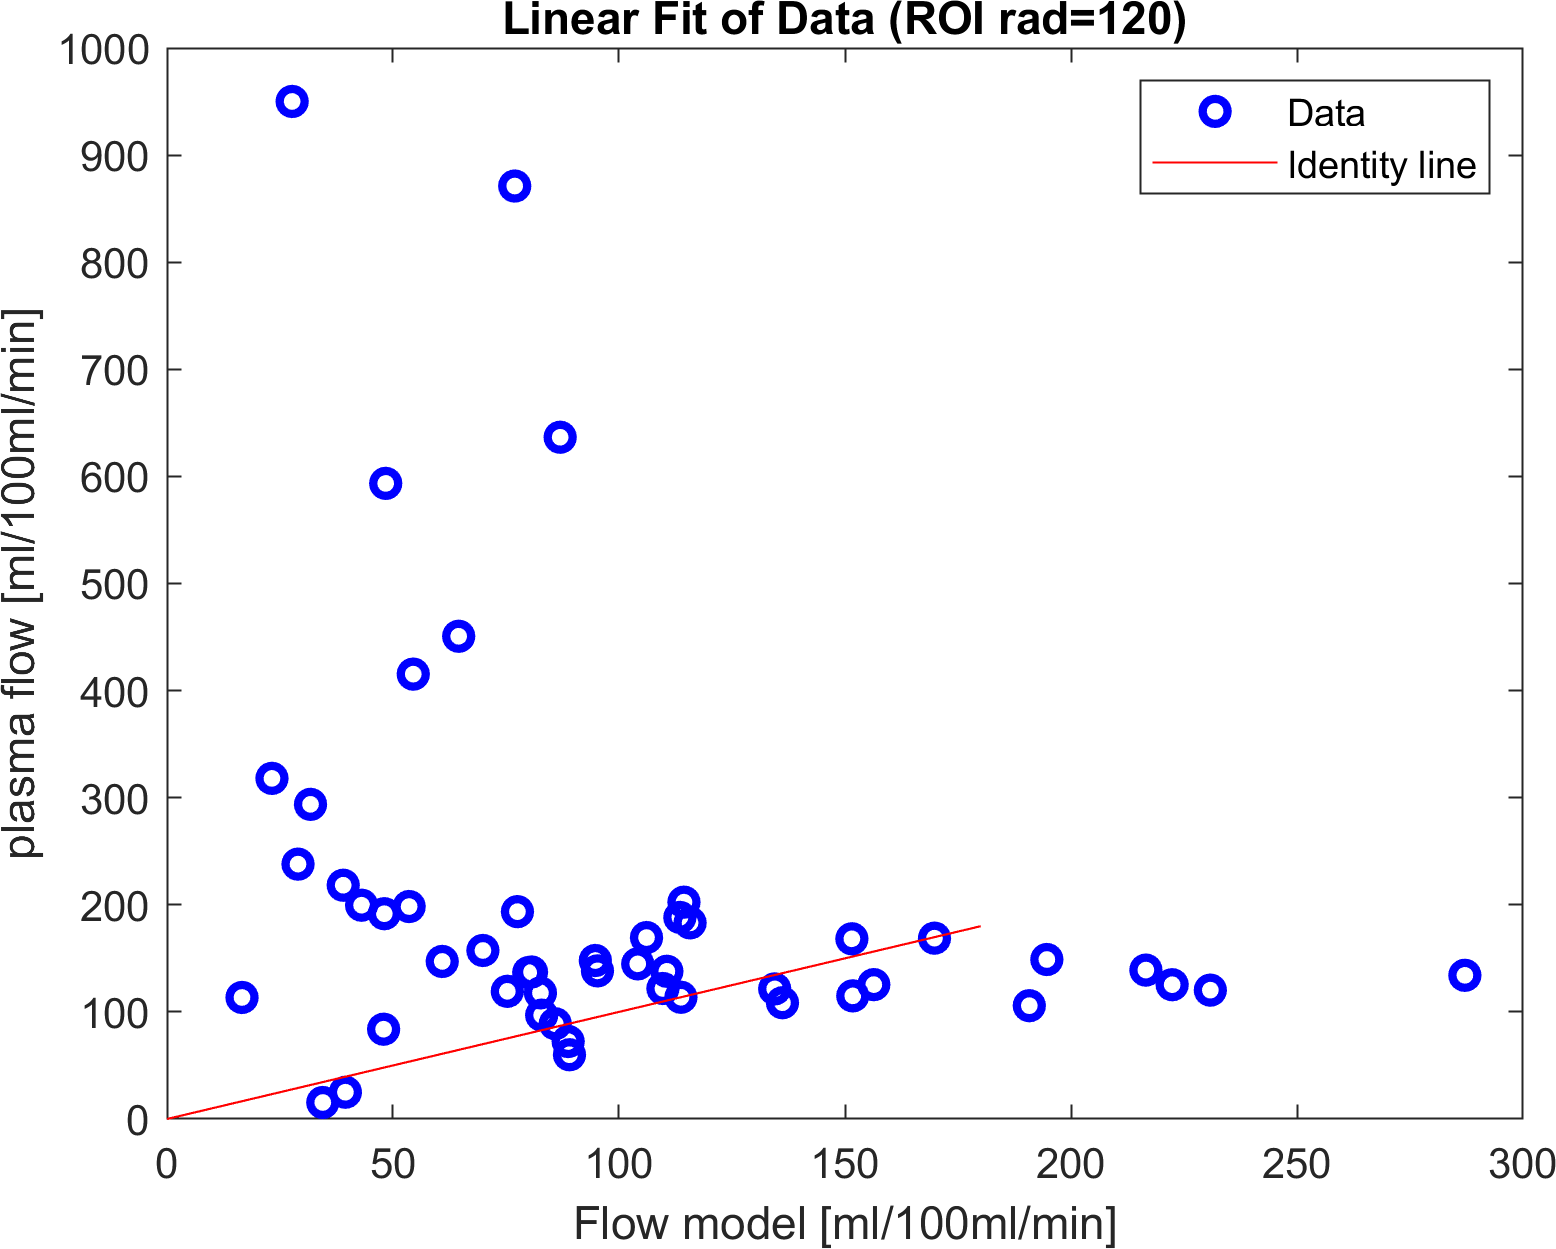 Linear Fit of Data (ROI rad=120)
1000
900
800
700
600
500
400
300
200
100
0
plasma flow [ml/100ml/min]
Data
Identity line
0 50 100 150 200 250 300
Flow model [ml/100ml/min]